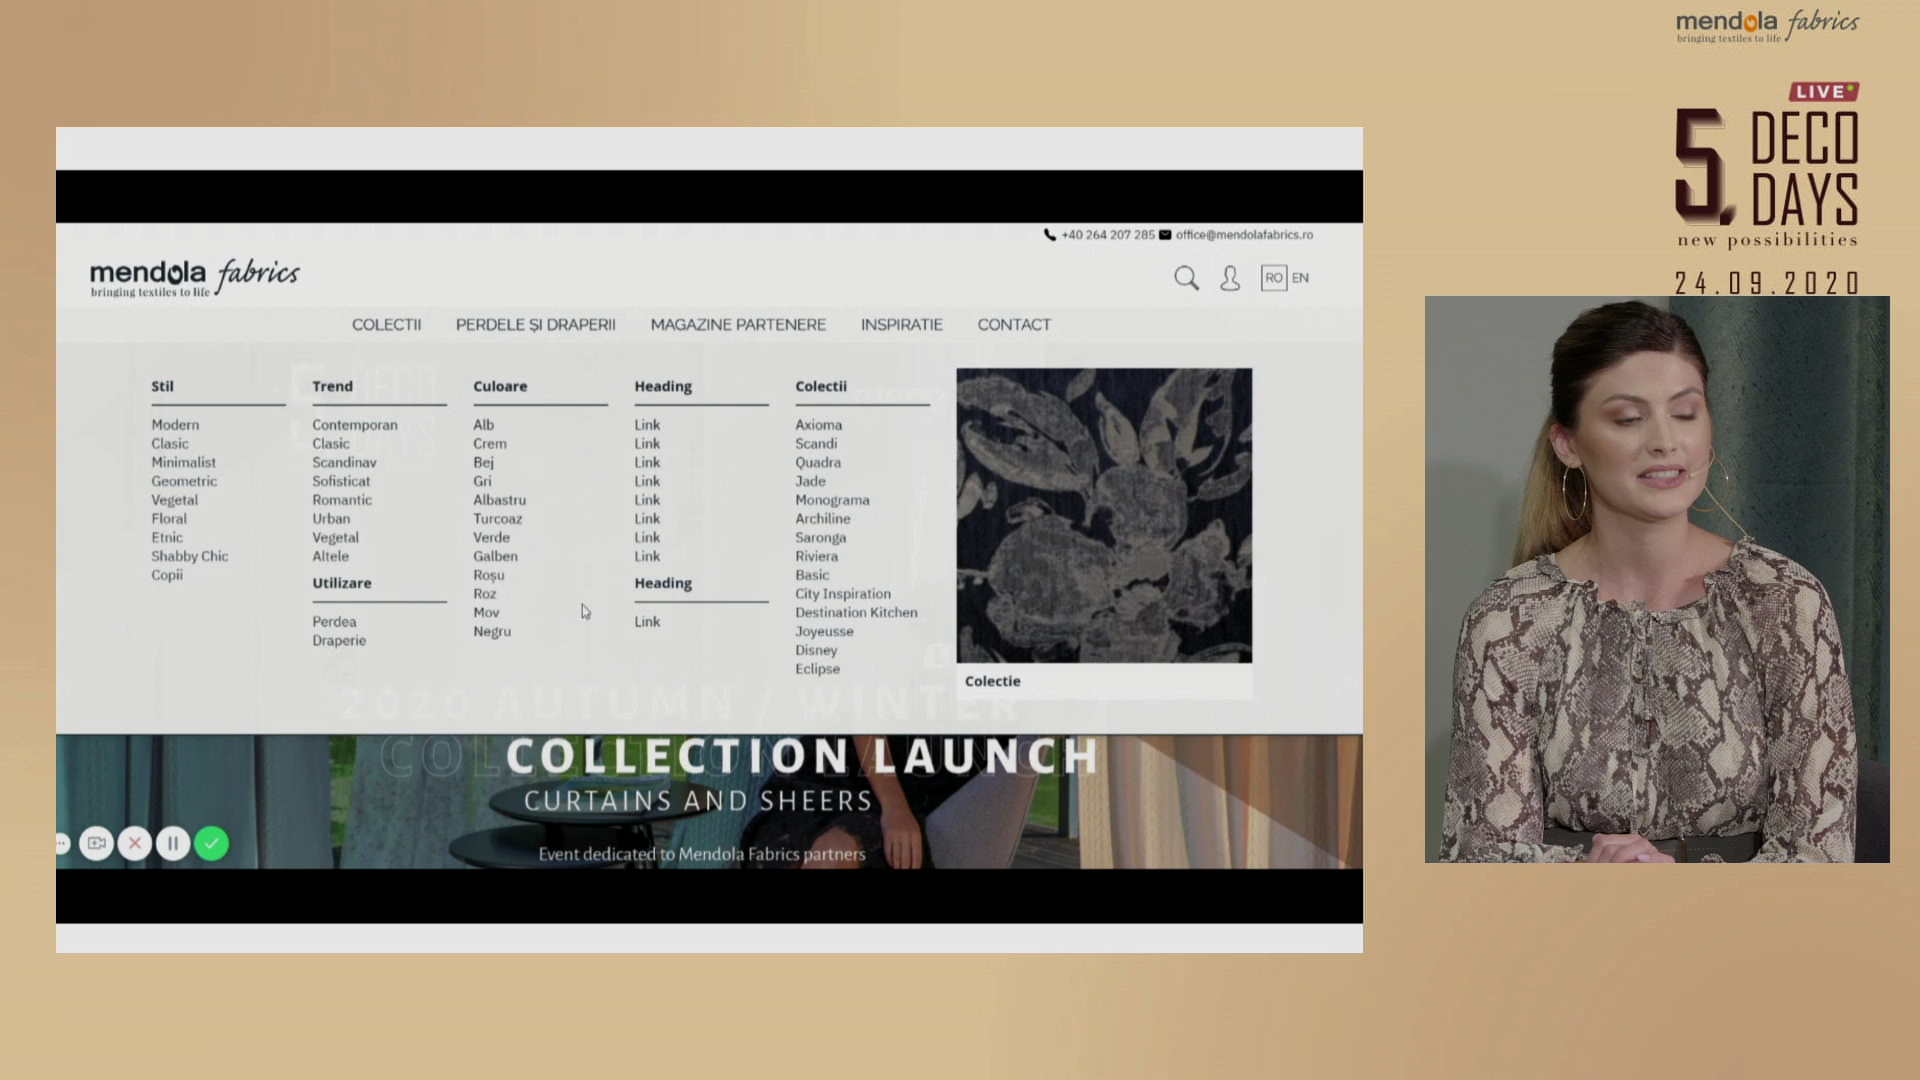 mendola fabrics
bringing textiles to life
LIVE
5. DECO DAYS
new possibilities
24.09.2020
+40 264 207 285 office@mendolafabrics.ro
mendola fabrics
bringing textiles to life
RO EN
COLECTII PERDELE ȘI DRAPERII MAGAZINE PARTENERE INSPIRATIE CONTACT
Stil
Modern
Clasic
Minimalist
Geometric
Vegetal
Floral
Etnic
Shabby Chic
Copii
Trend
Contemporan
Clasic
Scandinav
Sofisticat
Romantic
Urban
Vegetal
Altele
Utilizare
Perdea
Draperie
Culoare
Alb
Crem
Bej
Gri
Albastru
Turcoaz
Verde
Galben
Roșu
Roz
Mov
Negru
Heading
Link
Link
Link
Link
Link
Link
Link
Link
Heading
Link
Colectii
Axioma
Scandi
Quadra
Jade
Monograma
Archiline
Saronga
Riviera
Basic
City Inspiration
Destination Kitchen
Joyeusse
Disney
Eclipse
Colectie
2020 AUTUMN / WINTER
COLLECTION LAUNCH
CURTAINS AND SHEERS
Event dedicated to Mendola Fabrics partners